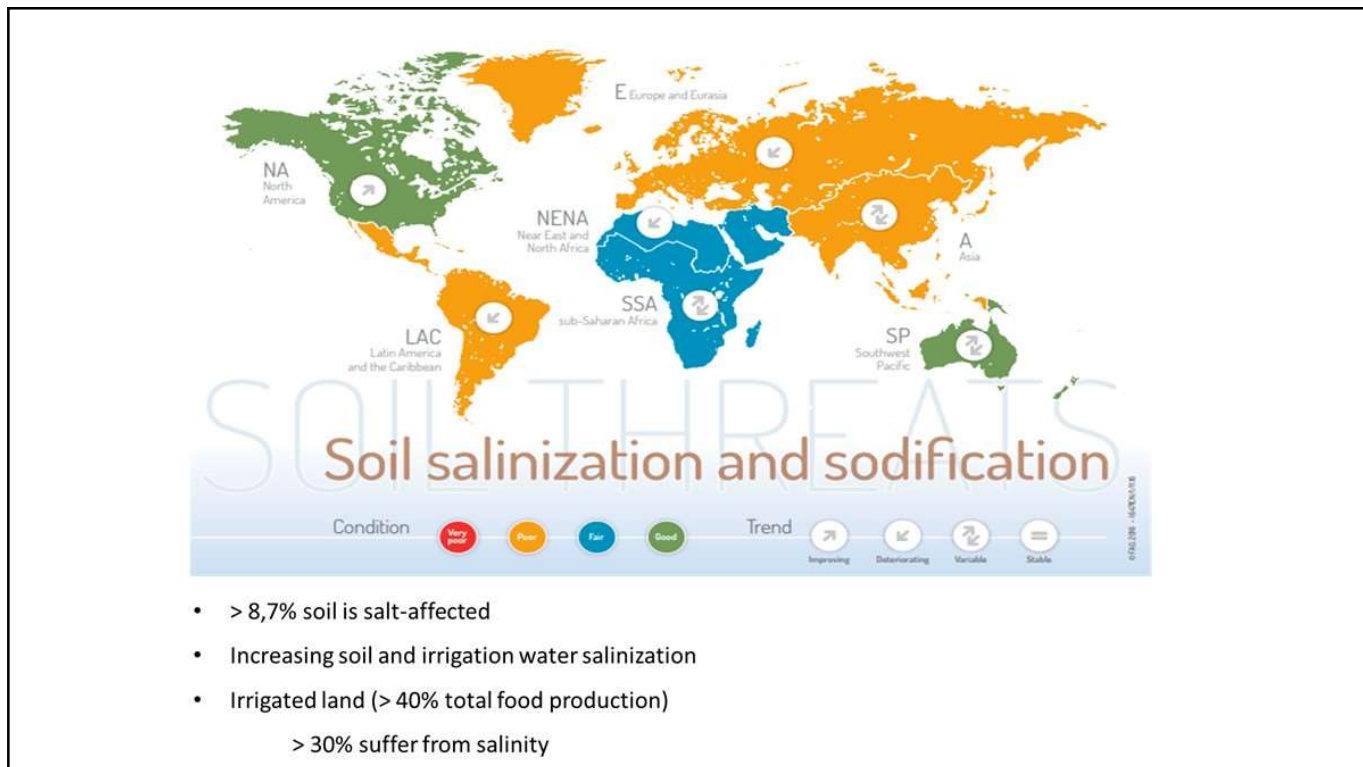 E Europe and Eurasia
NA
North
America
NENA
Near East and
North Africa
A
Asia
SSA
sub-Saharan Africa
LAC
Latin America
and the Caribbean
SP
Southwest
Pacific
SOIL THREATS
Soil salinization and sodification
Condition
Very
poor
Poor
Fair
Good
Trend
Improving
Deteriorating
Variable
Stable
• > 8,7% soil is salt-affected
• Increasing soil and irrigation water salinization
• Irrigated land (> 40% total food production)
> 30% suffer from salinity